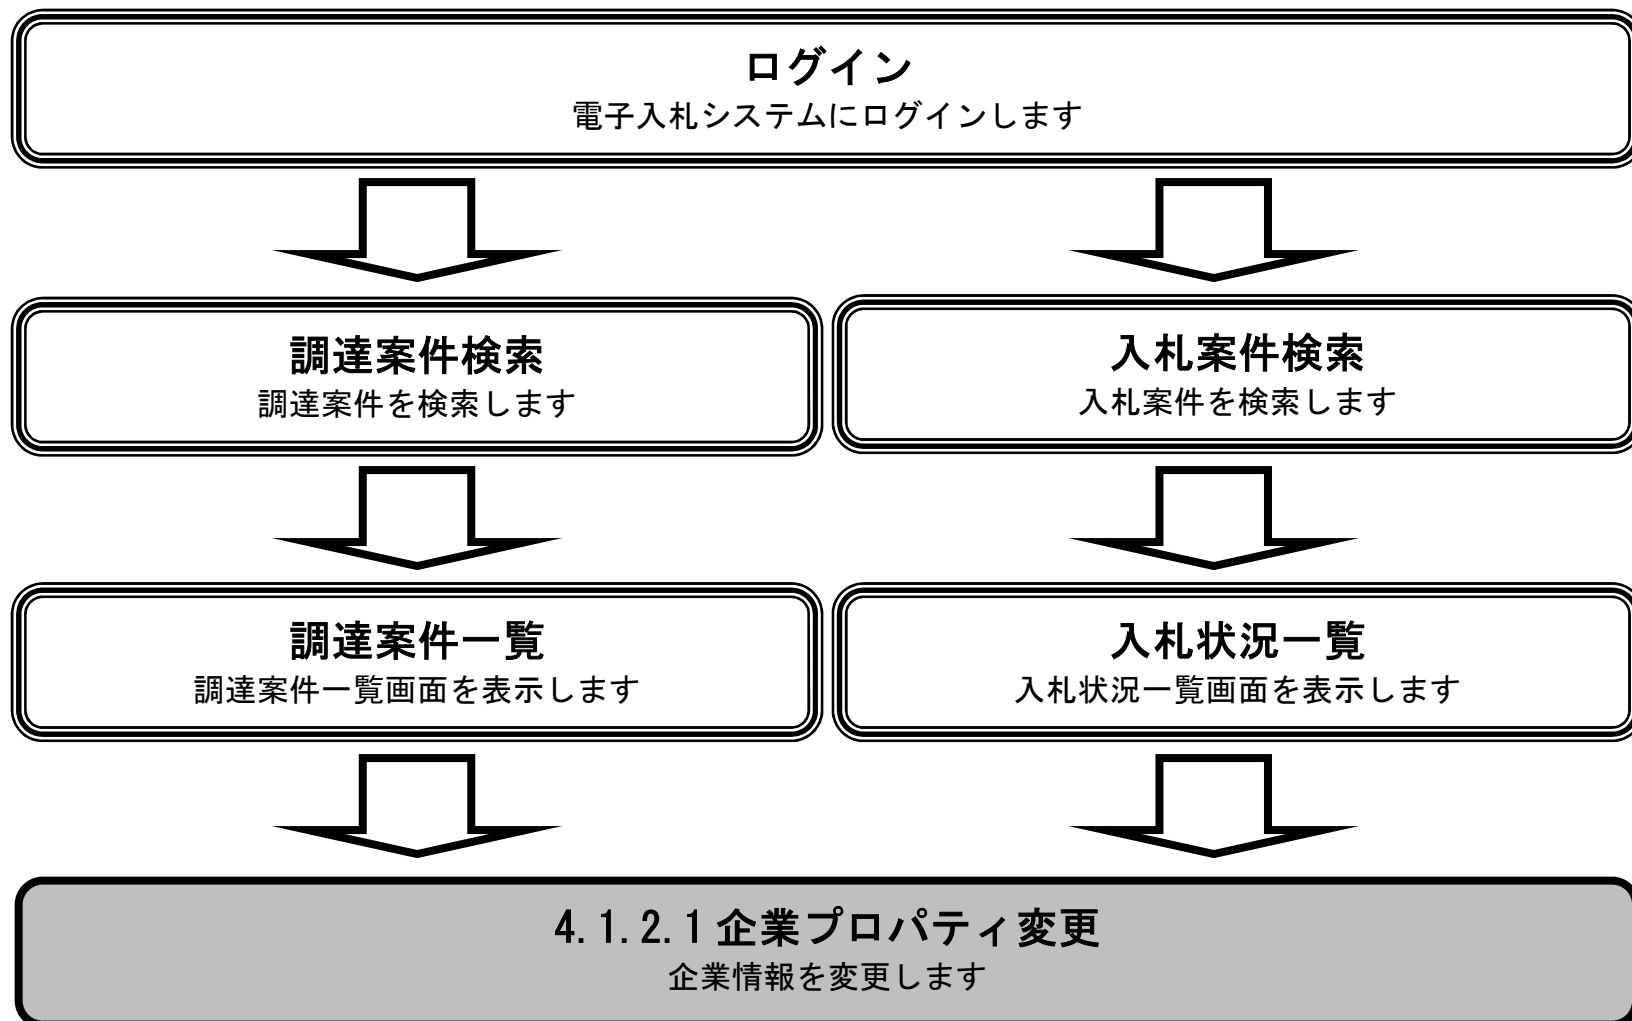 ログイン
電子入札システムにログインします
調達案件検索
調達案件を検索します
入札案件検索
入札案件を検索します
調達案件一覧
調達案件一覧画面を表示します
入札状況一覧
入札状況一覧画面を表示します
4.1.2.1企業プロパティ変更
企業情報を変更します